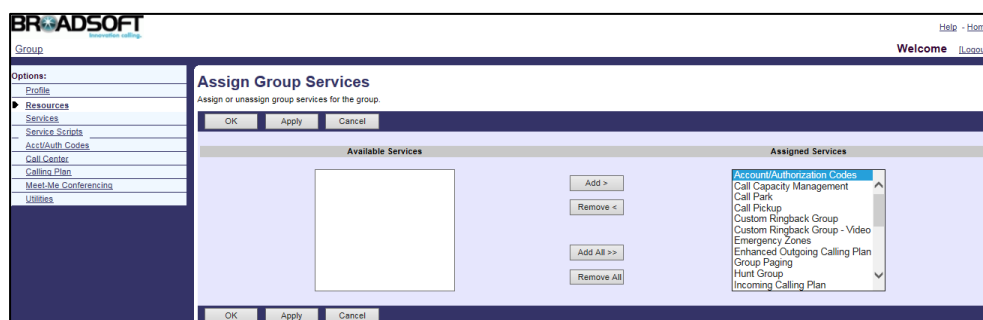 BROADSOFT
innovation calling.
Help - Hom
Group
Welcome [Logou
Options:
Profile
Resources
Services
Service Scripts
Acct/Auth Codes
Call Center
Calling Plan
Meet-Me Conferencing
Utilities
Assign Group Services
Assign or unassign group services for the group.
OK Apply Cancel
Available Services Assigned Services
Add >
Remove <
Add All >>
Remove All
Account/Authorization Codes
Call Capacity Management
Call Park
Call Pickup
Custom Ringback Group
Custom Ringback Group - Video
Emergency Zones
Enhanced Outgoing Calling Plan
Group Paging
Hunt Group
Incoming Calling Plan
OK Apply Cancel